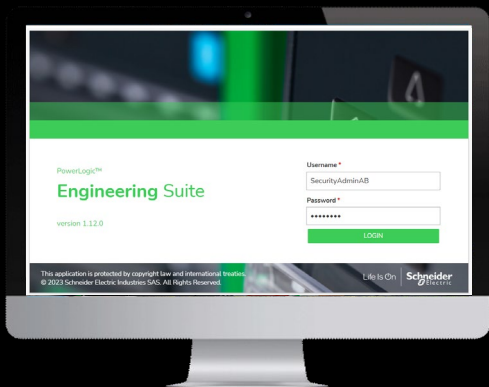 PowerLogic™
Engineering Suite
version 1.12.0
Username *
SecurityAdminAB
Password *
••••••••
LOGIN
This application is protected by copyright law and international treaties.
© 2023 Schneider Electric Industries SAS. All Rights Reserved.
Life Is On
Schneider
Electric